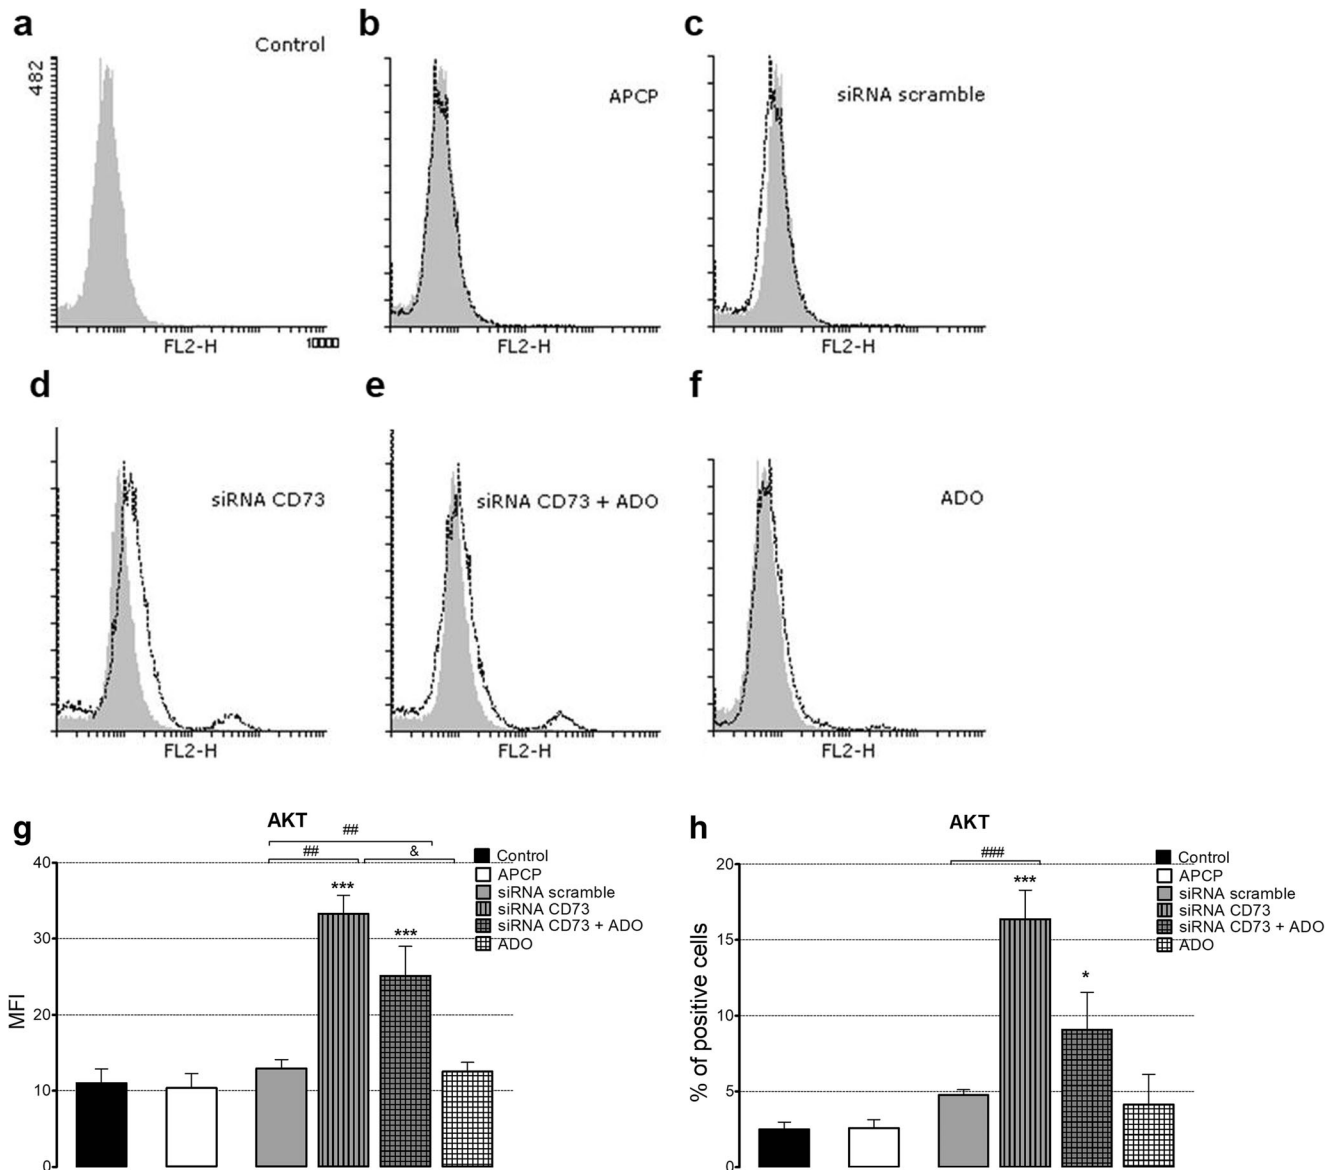 a
Control
482
FL2-H
b
APCP
FL2-H
c
siRNA scramble
FL2-H
d
siRNA CD73
FL2-H
e
siRNA CD73 + ADO
FL2-H
f
ADO
FL2-H
g
AKT
##
##
&
***
***
MFI
40
30
20
10
0
Control
APCP
siRNA scramble
siRNA CD73
siRNA CD73 + ADO
ADO
h
AKT
###
***
*
% of positive cells
20
15
10
5
0
Control
APCP
siRNA scramble
siRNA CD73
siRNA CD73 + ADO
ADO